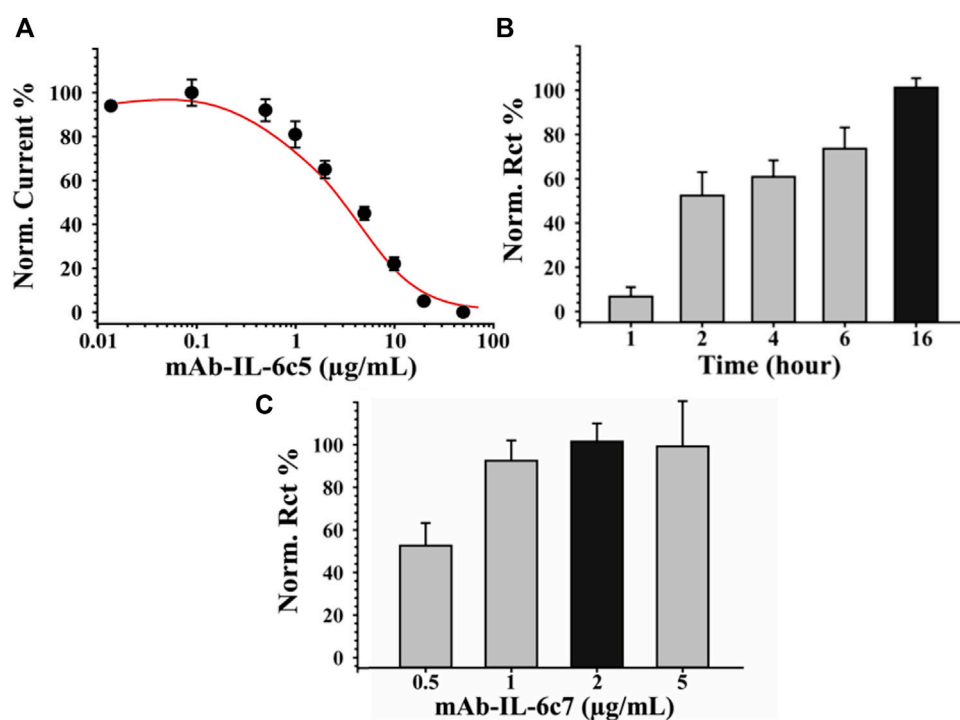 A
Norm. Current %
100
80
60
40
20
0
0.01 0.1 1 10 100
mAb-IL-6c5 (µg/mL)
B
Norm. Rct %
100
80
60
40
20
0
1 2 4 6 16
Time (hour)
C
Norm. Rct %
100
80
60
40
20
0
0.5 1 2 5
mAb-IL-6c7 (µg/mL)